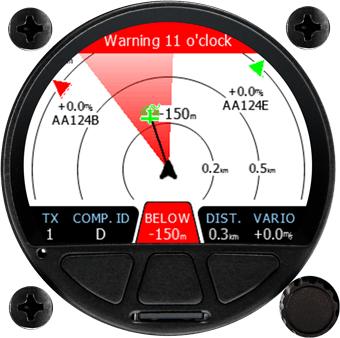 Warning 11 o'clock
+0.0m/s
AA124B
+0.0m/s
AA124E
-150m
0.2km
0.5km
TX COMP. ID BELOW DIST. VARIO
1 D -150m 0.3km +0.0m/s